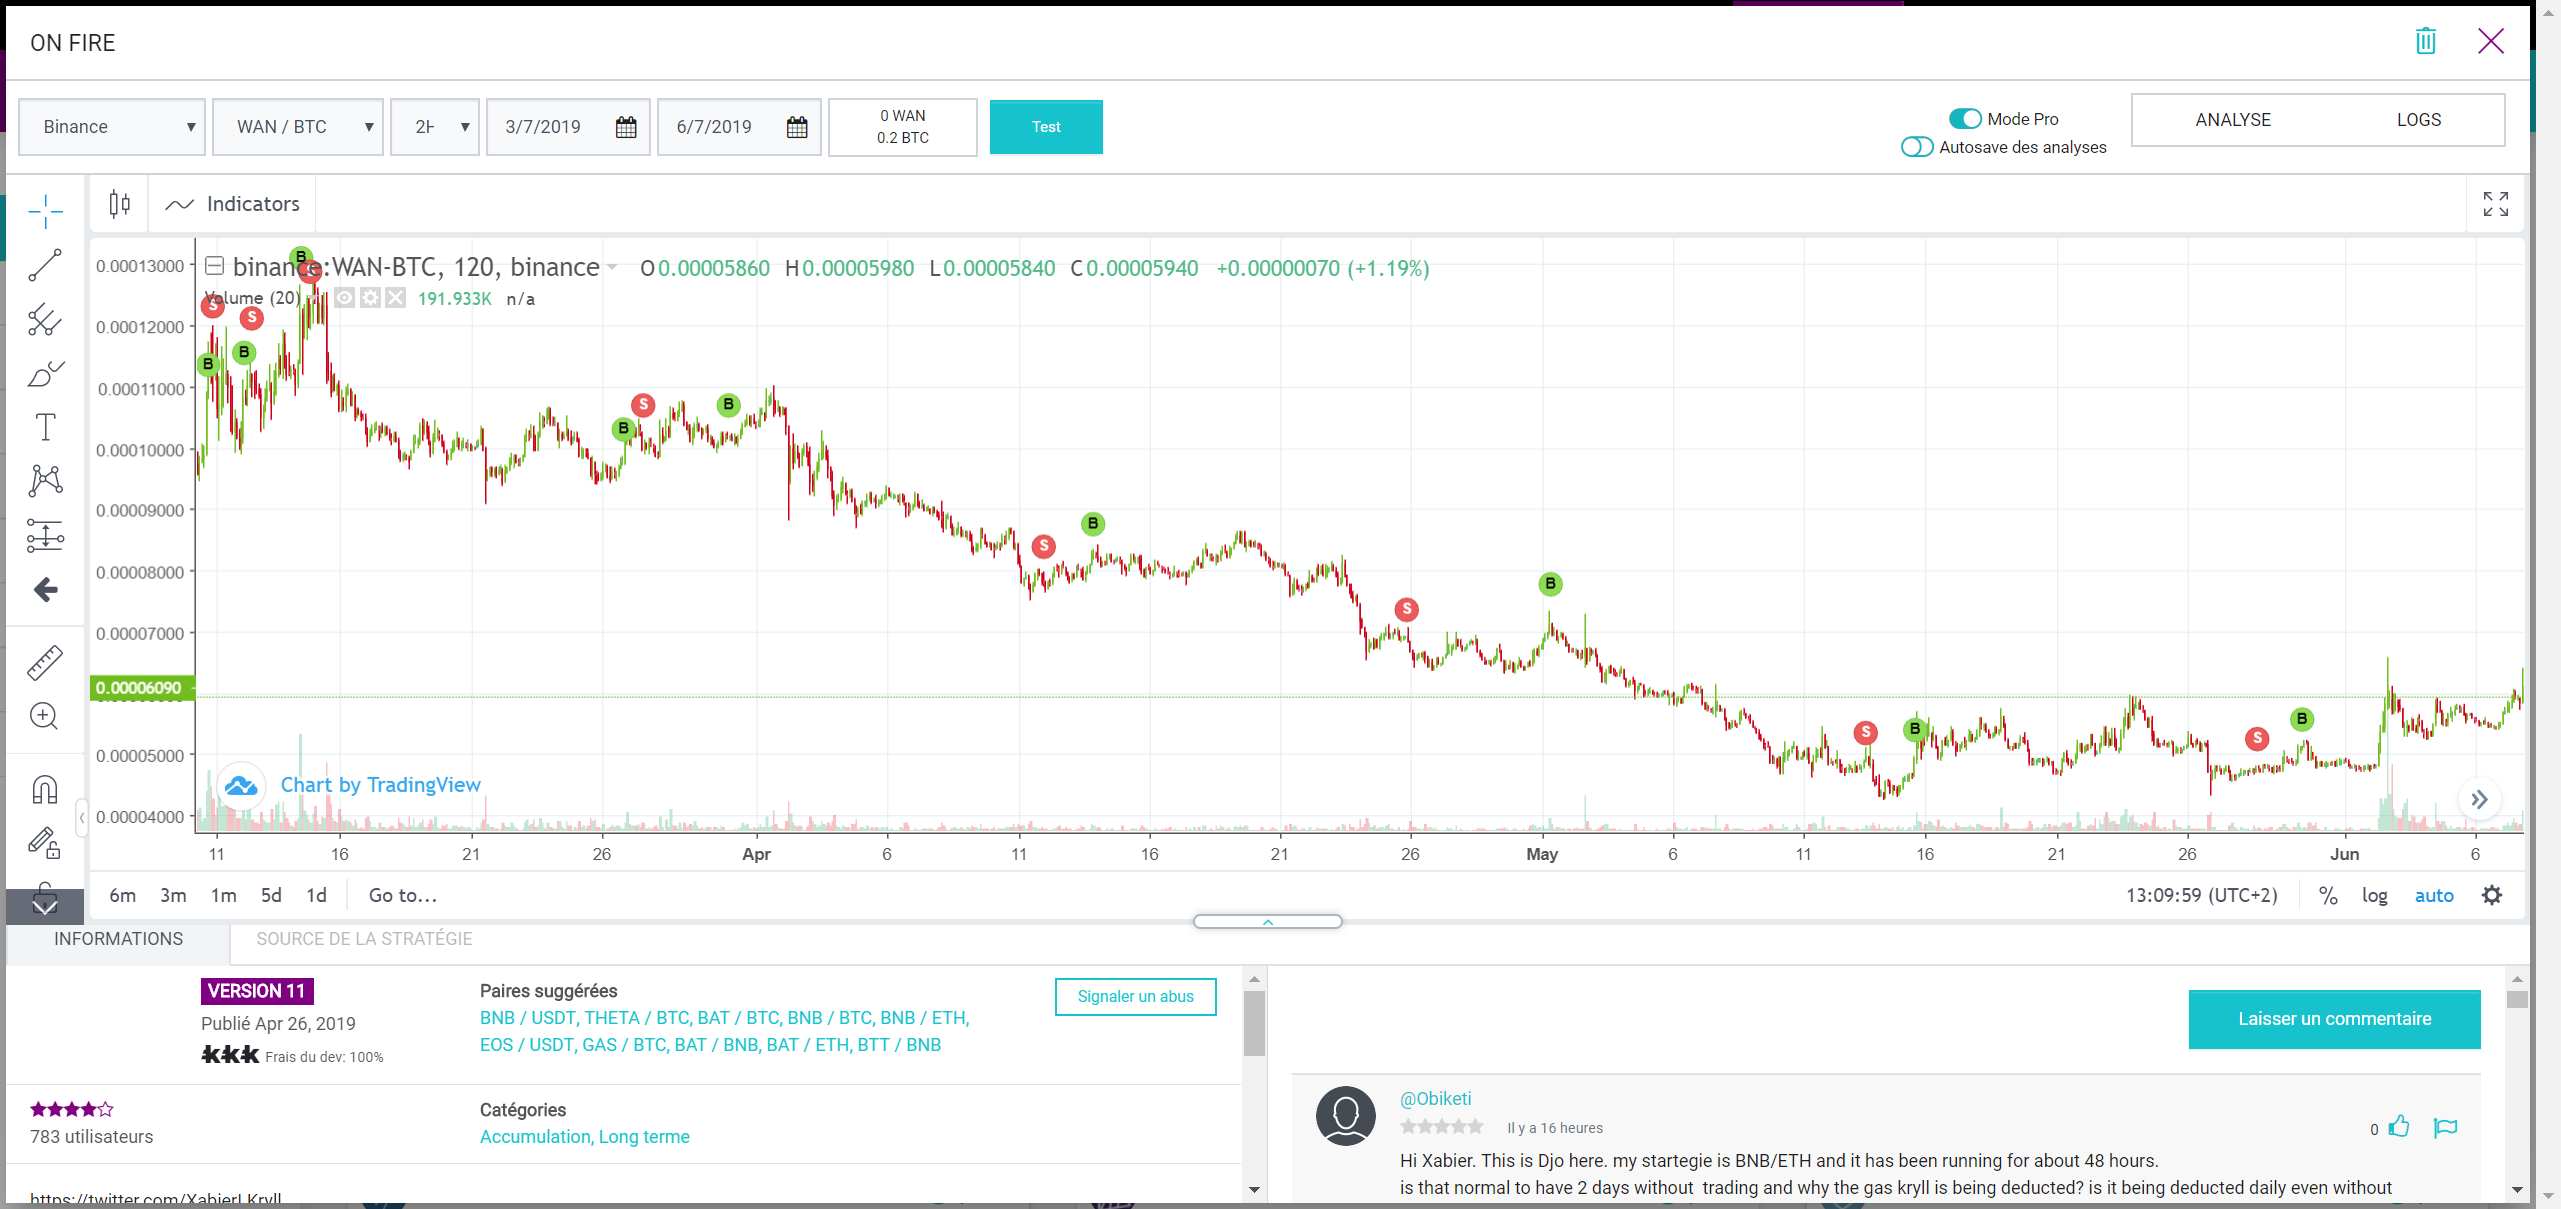 ON FIRE
Binance
WAN / BTC
2H
3/7/2019
6/7/2019
0 WAN
0.2 BTC
Test
Mode Pro
Autosave des analyses
ANALYSE
LOGS
Indicators
binance:WAN-BTC, 120, binance
O0.00005860 H0.00005980 L0.00005840 C0.00005940 +0.00000070 (+1.19%)
Volume (20)
191.933K n/a
0.00013000
0.00012000
0.00011000
0.00010000
0.00009000
0.00008000
0.00007000
0.00006090
0.00005000
0.00004000
B
S
S
S
B
B
B
S
B
S
B
S
B
S
B
S
B
Chart by TradingView
11 16 21 26 Apr 6 11 16 21 26 May 6 11 16 21 26 Jun 6
6m 3m 1m 5d 1d Go to...
13:09:59 (UTC+2) % log auto
INFORMATIONS
SOURCE DE LA STRATÉGIE
VERSION 11
Publié Apr 26, 2019
kkk Frais du dev: 100%
Paires suggérées
BNB / USDT, THETA / BTC, BAT / BTC, BNB / BTC, BNB / ETH,
EOS / USDT, GAS / BTC, BAT / BNB, BAT / ETH, BTT / BNB
Signaler un abus
783 utilisateurs
Catégories
Accumulation, Long terme
https://twitter.com/XabierLKryll
Laisser un commentaire
@Obiketi
Il y a 16 heures
0
Hi Xabier. This is Djo here. my startegie is BNB/ETH and it has been running for about 48 hours.
is that normal to have 2 days without trading and why the gas kryll is being deducted? is it being deducted daily even without